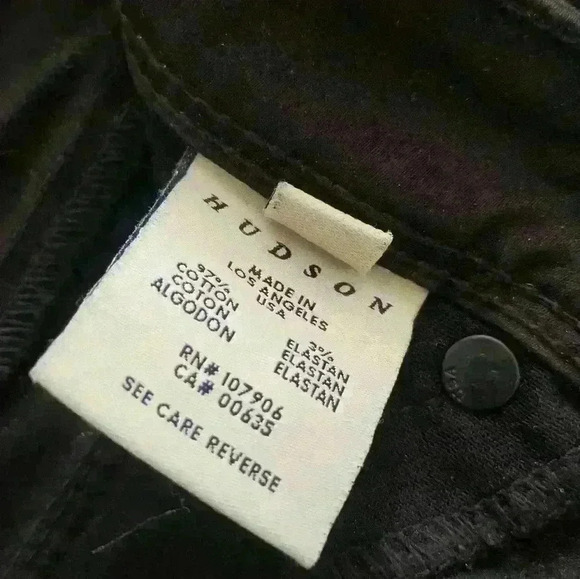 HUDSON
MADE IN
LOS ANGELES
USA
97%
COTTON
COTON
ALGODON
3%
ELASTAN
ELASTAN
ELASTAN
RN# 107906
CA# 00635
SEE CARE REVERSE